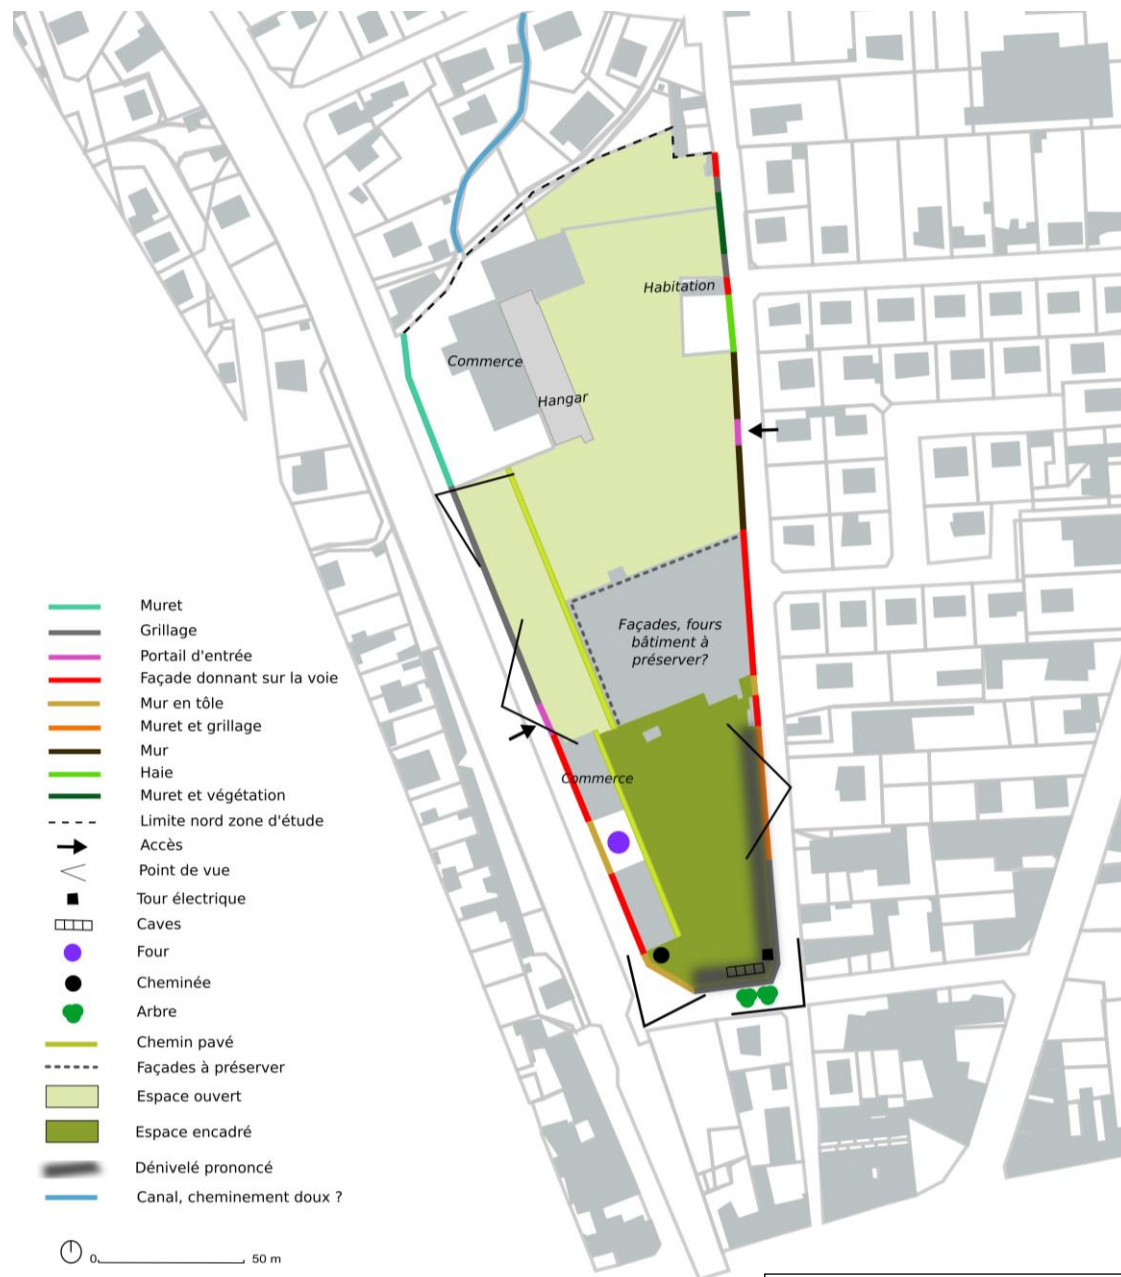 Habitation
Commerce
Hangar
Façades, fours
bâtiment à
préserver?
Commerce
Muret
Grillage
Portail d'entrée
Façade donnant sur la voie
Mur en tôle
Muret et grillage
Mur
Haie
Muret et végétation
Limite nord zone d'étude
Accès
Point de vue
Tour électrique
Caves
Four
Cheminée
Arbre
Chemin pavé
Façades à préserver
Espace ouvert
Espace encadré
Dénivelé prononcé
Canal, cheminement doux ?
0 50 m